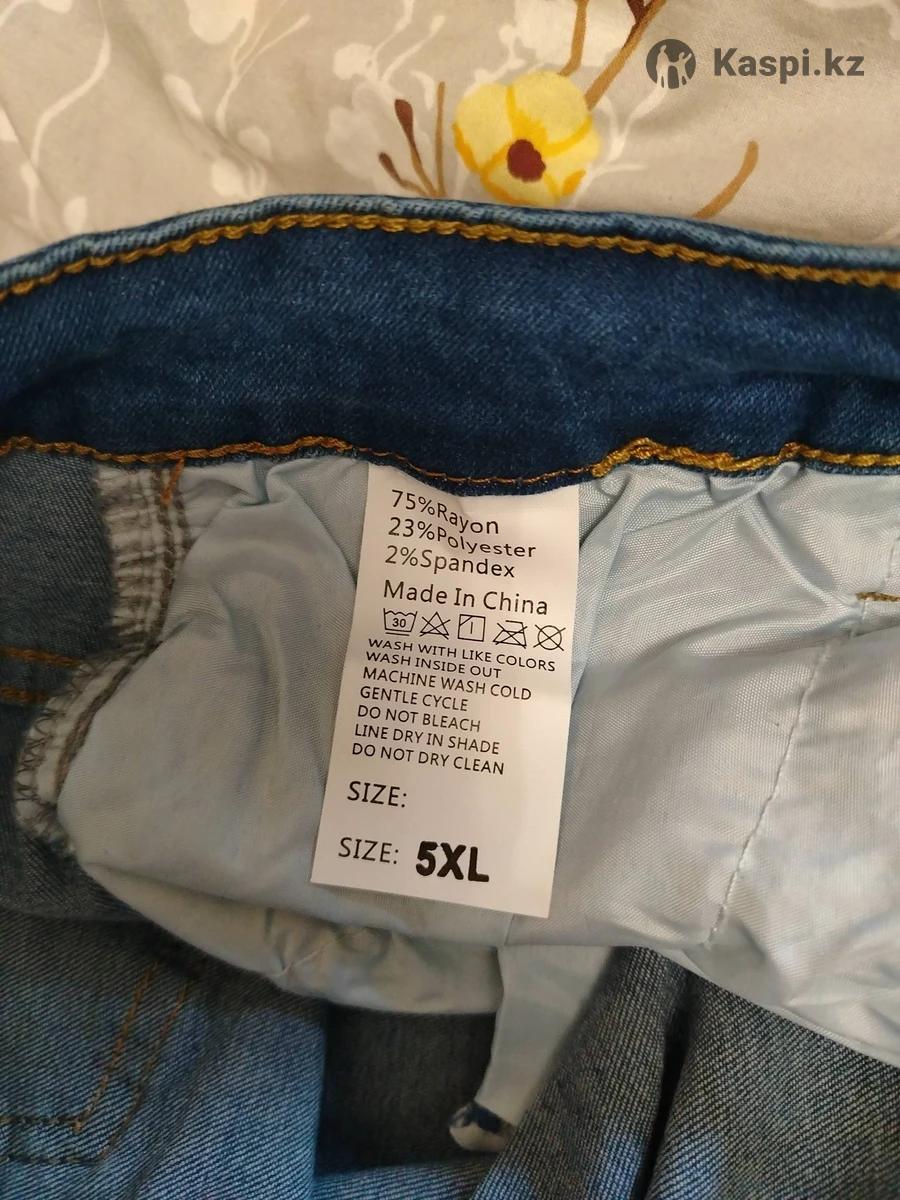 Kaspi.kz
75%Rayon
23%Polyester
2%Spandex
Made In China
30
WASH WITH LIKE COLORS
WASH INSIDE OUT
MACHINE WASH COLD
GENTLE CYCLE
DO NOT BLEACH
LINE DRY IN SHADE
DO NOT DRY CLEAN
SIZE:
SIZE: 5XL